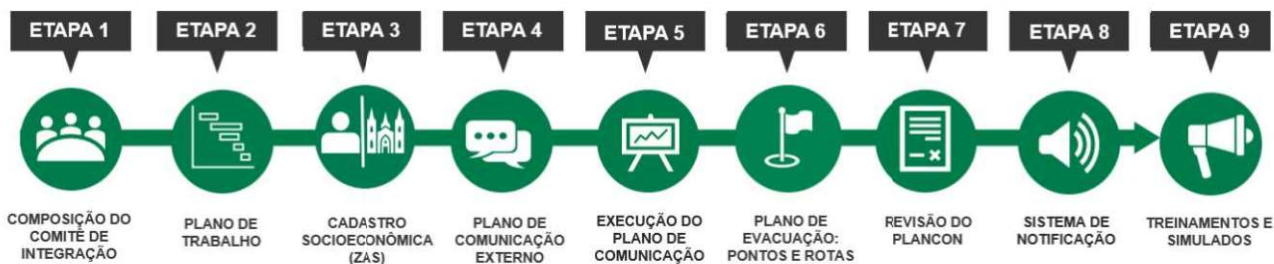 ETAPA 1
ETAPA 2
ETAPA 3
ETAPA 4
ETAPA 5
ETAPA 6
ETAPA 7
ETAPA 8
ETAPA 9
COMPOSIÇÃO DO
COMITÊ DE
INTEGRAÇÃO
PLANO DE
TRABALHO
CADASTRO
SOCIOECONÔMICA
(ZAS)
PLANO DE
COMUNICAÇÃO
EXTERNO
EXECUÇÃO DO
PLANO DE
COMUNICAÇÃO
PLANO DE
EVACUAÇÃO:
PONTOS E ROTAS
REVISÃO DO
PLANCON
SISTEMA DE
NOTIFICAÇÃO
TREINAMENTOS E
SIMULADOS